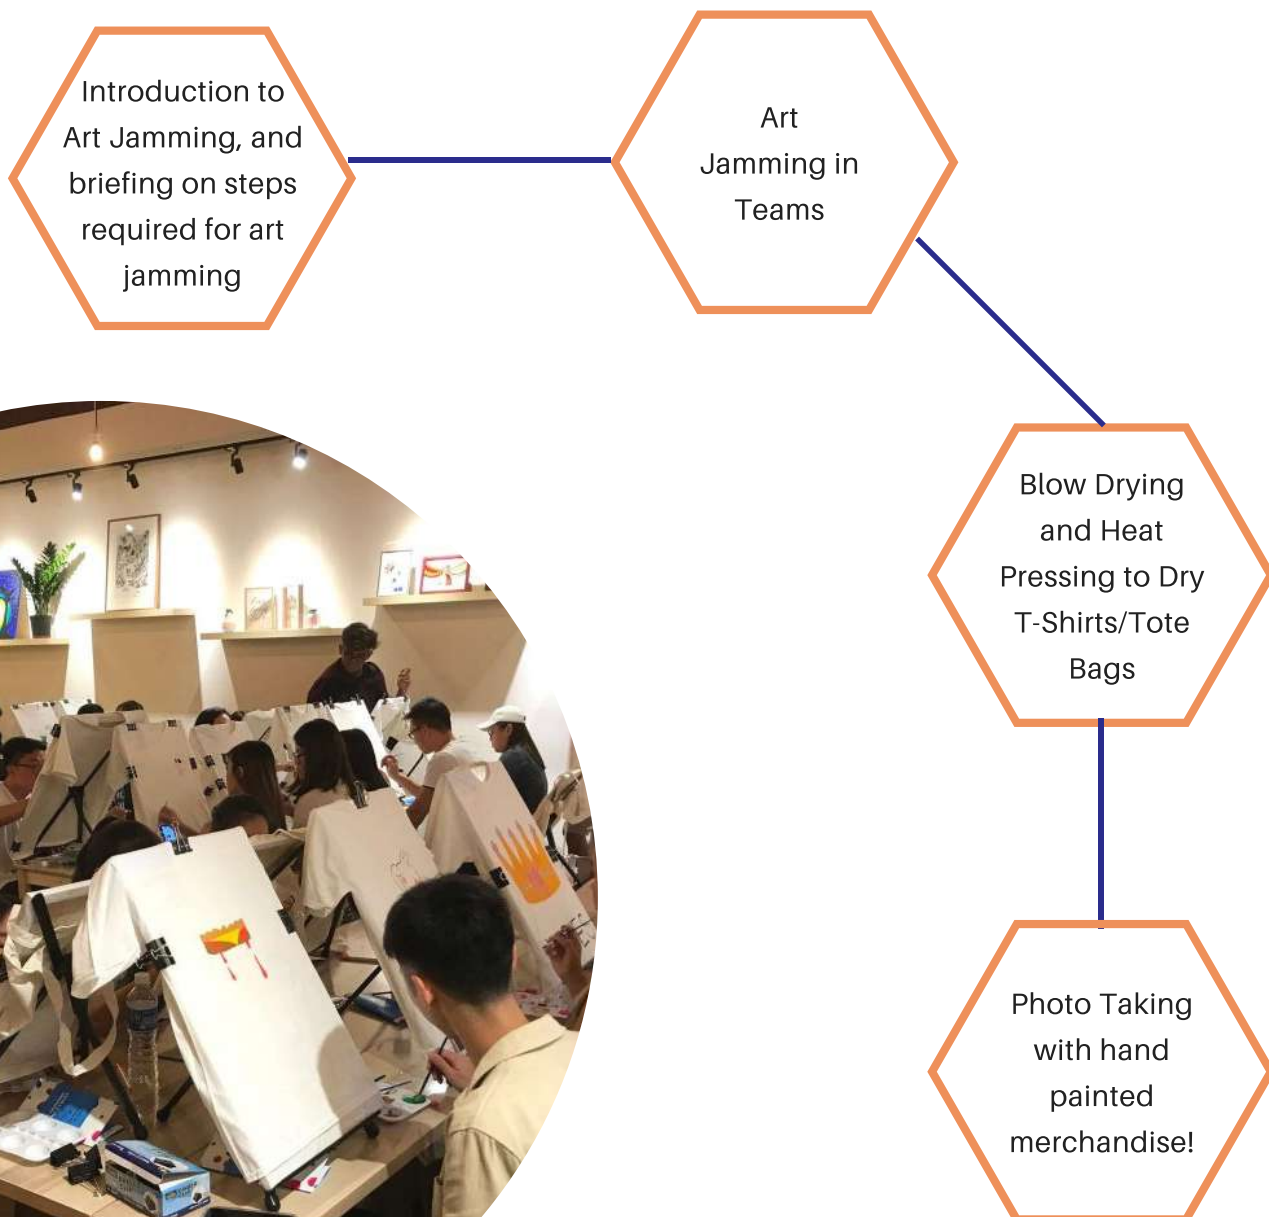 Introduction to
Art Jamming, and
briefing on steps
required for art
jamming
Art
Jamming in
Teams
Blow Drying
and Heat
Pressing to Dry
T-Shirts/Tote
Bags
Photo Taking
with hand
painted
merchandise!